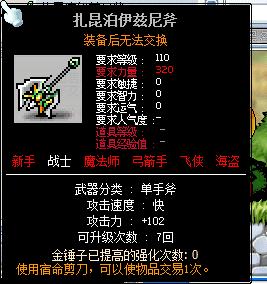 扎昆泊伊兹尼斧
装备后无法交换
要求等级 : 110
要求力量 : 320
要求敏捷 : 0
要求智力 : 0
要求运气 : 0
要求人气度 : -
道具等级 : -
道具经验值 : -
新手 战士 魔法师 弓箭手 飞侠 海盗
武器分类 : 单手斧
攻击速度 : 快
攻击力 : +102
可升级次数 : 7回
金锤子已提高的强化次数: 0
使用宿命剪刀，可以使物品交易1次。